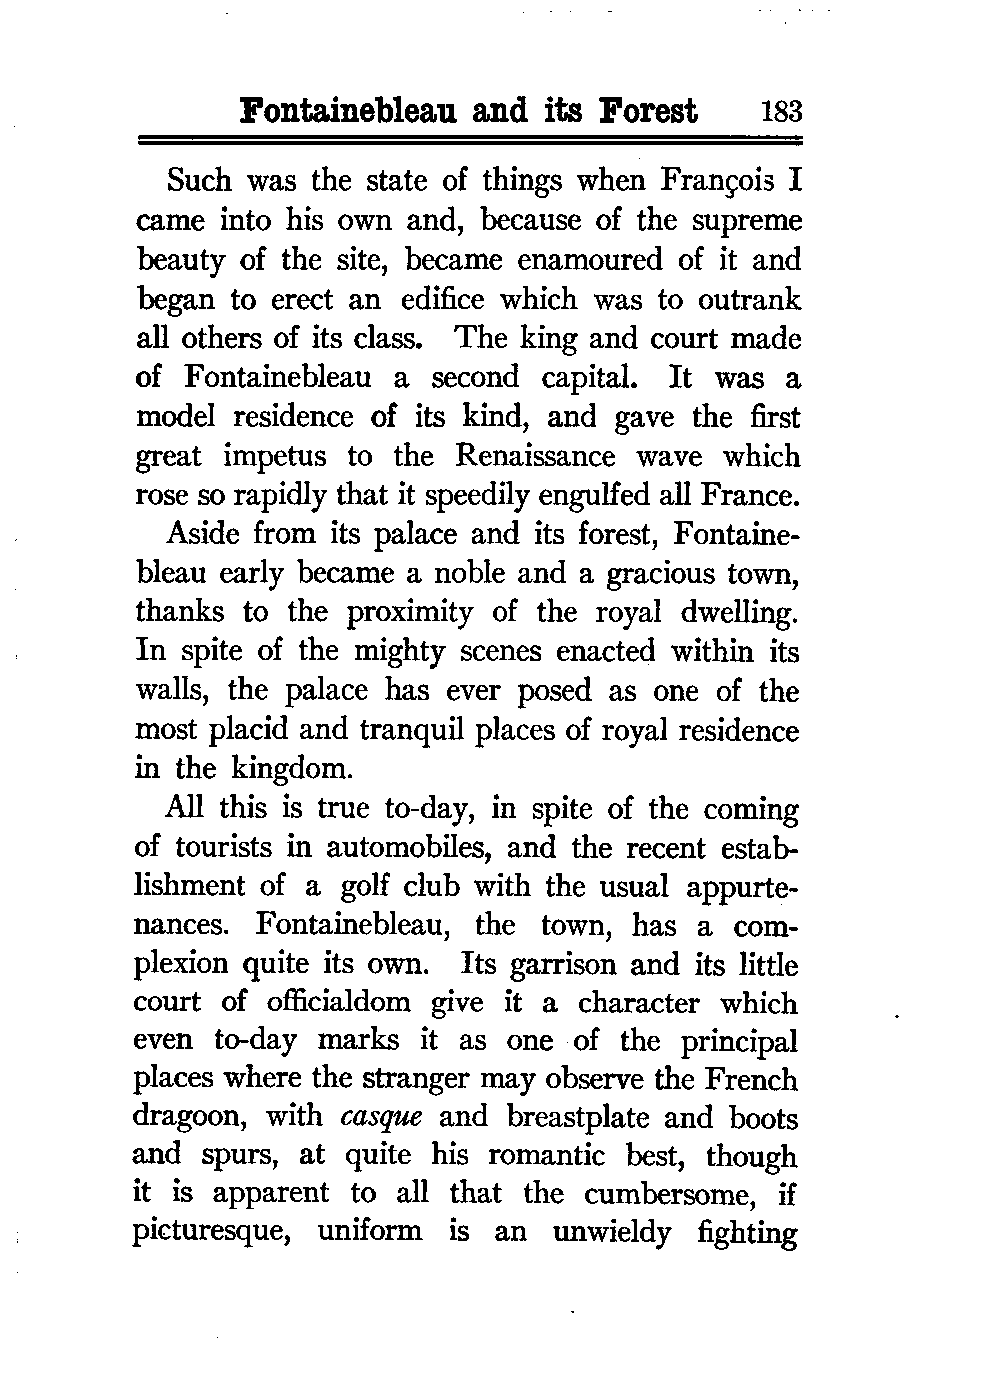 Fontainebleau and its Forest 183
Such was the state of things when François I
came into his own and, because of the supreme
beauty of the site, became enamoured of it and
began to erect an edifice which was to outrank
all others of its class. The king and court made
of Fontainebleau a second capital. It was a
model residence of its kind, and gave the first
great impetus to the Renaissance wave which
rose so rapidly that it speedily engulfed all France.
Aside from its palace and its forest, Fontaine-
bleau early became a noble and a gracious town,
thanks to the proximity of the royal dwelling.
In spite of the mighty scenes enacted within its
walls, the palace has ever posed as one of the
most placid and tranquil places of royal residence
in the kingdom.
All this is true to-day, in spite of the coming
of tourists in automobiles, and the recent estab-
lishment of a golf club with the usual appurte-
nances. Fontainebleau, the town, has a com-
plexion quite its own. Its garrison and its little
court of officialdom give it a character which
even to-day marks it as one of the principal
places where the stranger may observe the French
dragoon, with casque and breastplate and boots
and spurs, at quite his romantic best, though
it is apparent to all that the cumbersome, if
picturesque, uniform is an unwieldy fighting